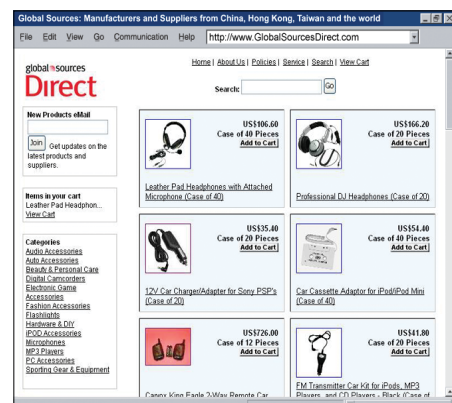 Global Sources: Manufacturers and Suppliers from China, Hong Kong, Taiwan and the world
File Edit View Go Communication Help http://www.GlobalSourcesDirect.com
Home | About Us | Policies | Service | Search | View Cart
global sources
Direct
Search: Go
New Products eMail
Join Get updates on the
latest products and
suppliers.
Items in your cart
Leather Pad Headphon...
View Cart
Categories
Audio Accessories
Auto Accessories
Beauty & Personal Care
Digital Camcorders
Electronic Game
Accessories
Fashion Accessories
Flashlights
Hardware & DIY
iPOD Accessories
Microphones
MP3 Players
PC Accessories
Sporting Gear & Equipment
US$106.60
Case of 40 Pieces
Add to Cart
Leather Pad Headphones with Attached
Microphone (Case of 40)
US$166.20
Case of 20 Pieces
Add to Cart
Professional DJ Headphones (Case of 20)
US$35.40
Case of 20 Pieces
Add to Cart
12V Car Charger/Adapter for Sony PSP's
(Case of 20)
US$54.40
Case of 40 Pieces
Add to Cart
Car Cassette Adaptor for iPod/iPod Mini
(Case of 40)
US$726.00
Case of 12 Pieces
Add to Cart
King Eagle 2-Way Remote Car
US$41.80
Case of 20 Pieces
Add to Cart
FM Transmitter Car Kit for iPods, MP3
Players, and CD Players - Black (Case of